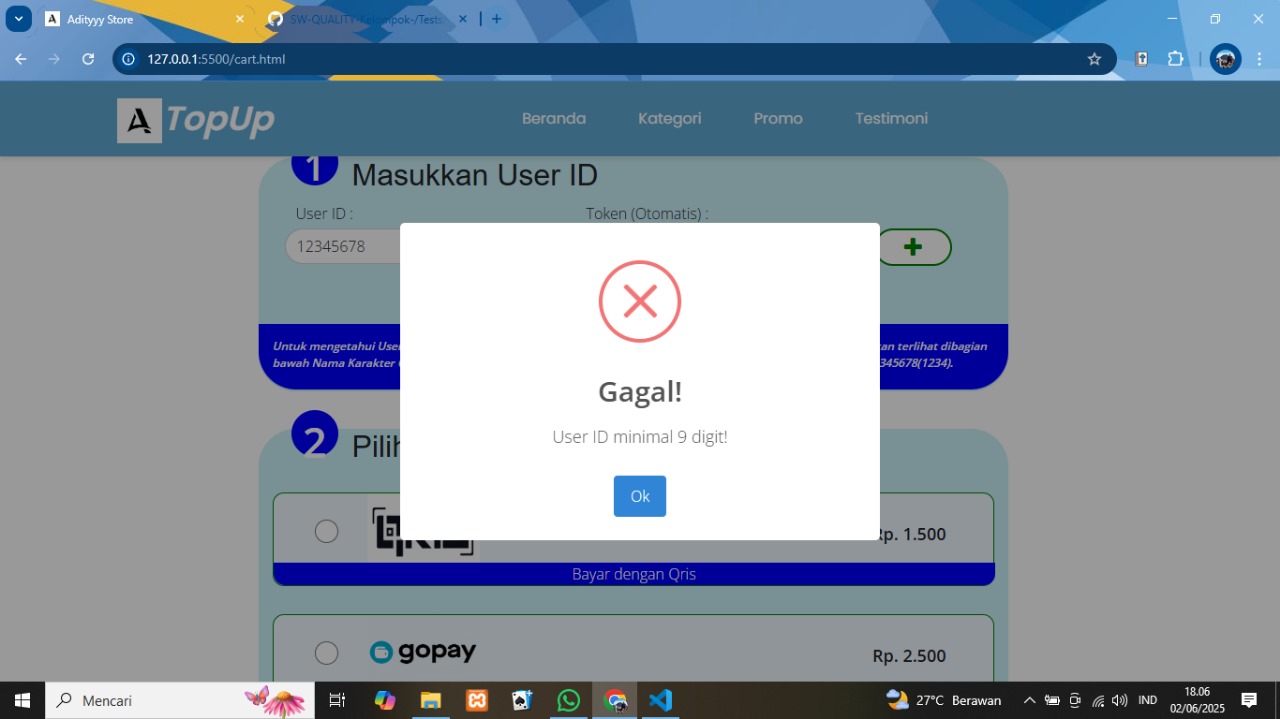 Adityyy Store
SW-QUALITY-Kelompok-/Tests
127.0.0.1:5500/cart.html
A TopUp
Beranda
Kategori
Promo
Testimoni
1
Masukkan User ID
User ID :
Token (Otomatis) :
12345678
Untuk mengetahui User
an terlihat dibagian
bawah Nama Karakter
345678(1234).
Gagal!
User ID minimal 9 digit!
Ok
2
Pilih
Rp. 1.500
Bayar dengan Qris
gopay
Rp. 2.500
Mencari
27°C Berawan
IND
18.06
02/06/2025